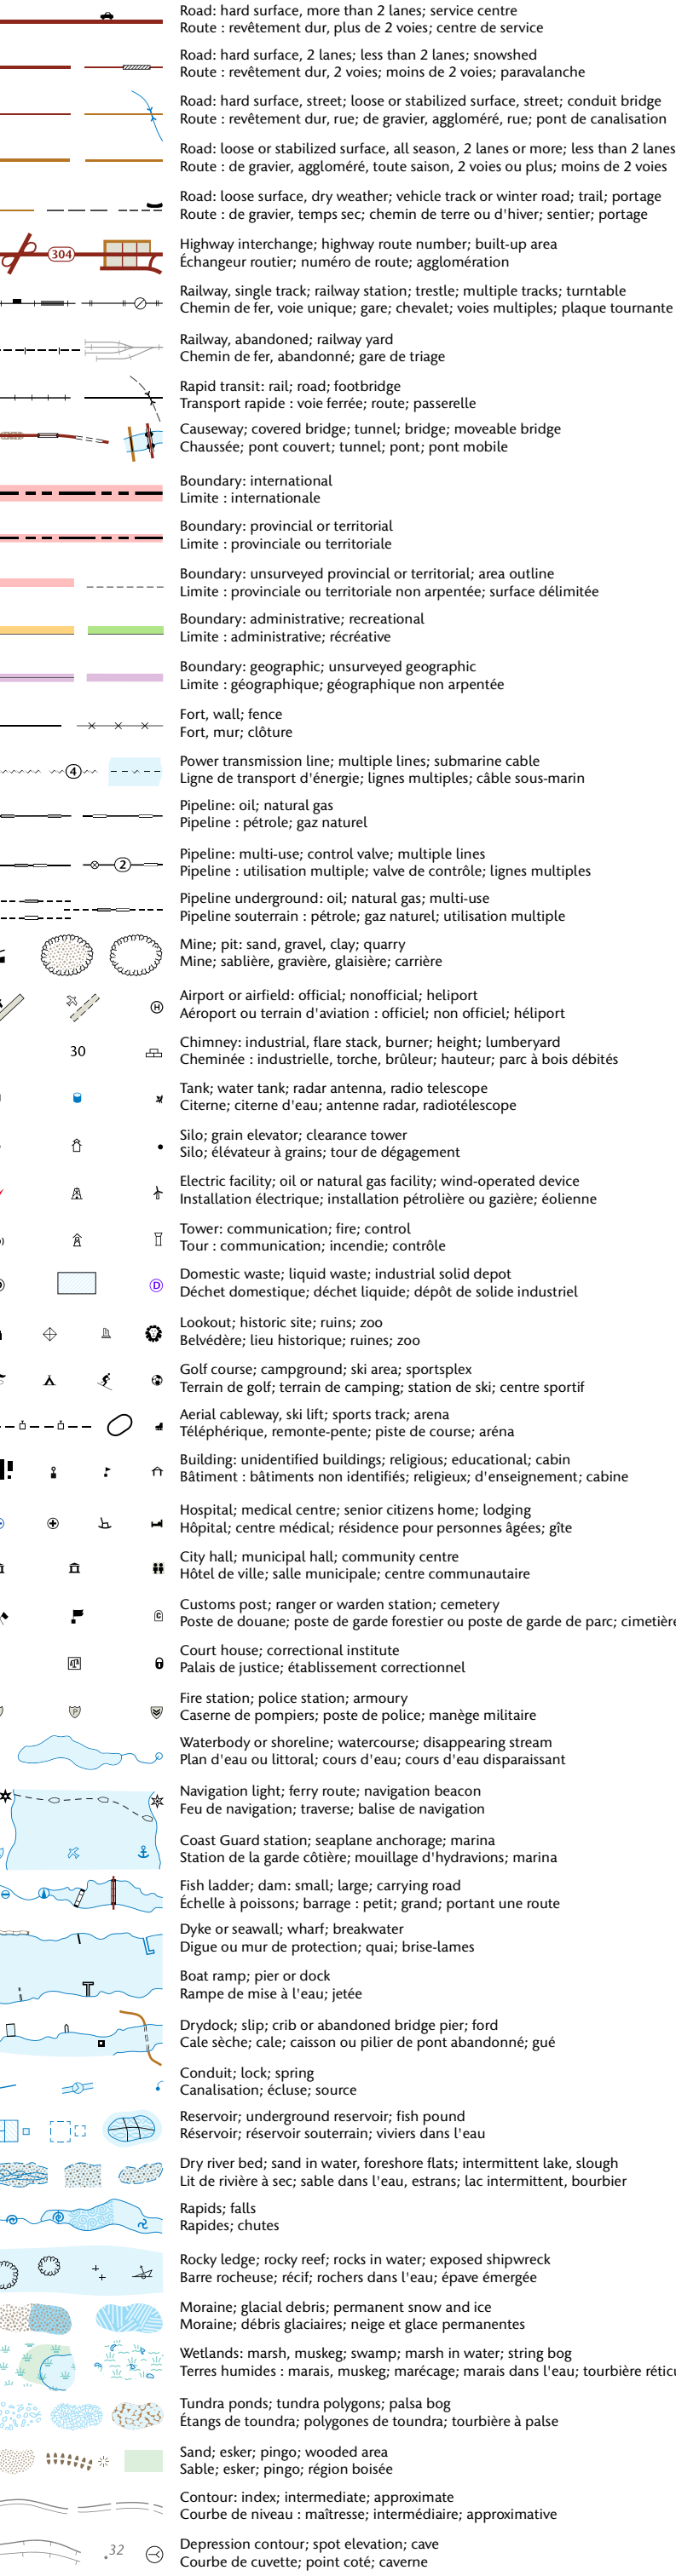 Road: hard surface, more than 2 lanes; service centre
Route : revêtement dur, plus de 2 voies; centre de service
Road: hard surface, 2 lanes; less than 2 lanes; snowshed
Route : revêtement dur, 2 voies; moins de 2 voies; paravalanche
Road: hard surface, street; loose or stabilized surface, street; conduit bridge
Route : revêtement dur, rue; de gravier, aggloméré, rue; pont de canalisation
Road: loose or stabilized surface, all season, 2 lanes or more; less than 2 lanes
Route : de gravier, aggloméré, toute saison, 2 voies ou plus; moins de 2 voies
Road: loose surface, dry weather; vehicle track or winter road; trail; portage
Route : de gravier, temps sec; chemin de terre ou d'hiver; sentier; portage
304
Highway interchange; highway route number; built-up area
Échangeur routier; numéro de route; agglomération
Railway, single track; railway station; trestle; multiple tracks; turntable
Chemin de fer, voie unique; gare; chevalet; voies multiples; plaque tournante
Railway, abandoned; railway yard
Chemin de fer, abandonné; gare de triage
Rapid transit: rail; road; footbridge
Transport rapide : voie ferrée; route; passerelle
Causeway; covered bridge; tunnel; bridge; moveable bridge
Chaussée; pont couvert; tunnel; pont; pont mobile
Boundary: international
Limite : internationale
Boundary: provincial or territorial
Limite : provinciale ou territoriale
Boundary: unsurveyed provincial or territorial; area outline
Limite : provinciale ou territoriale non arpentée; surface délimitée
Boundary: administrative; recreational
Limite : administrative; récréative
Boundary: geographic; unsurveyed geographic
Limite : géographique; géographique non arpentée
Fort, wall; fence
Fort, mur; clôture
4
Power transmission line; multiple lines; submarine cable
Ligne de transport d'énergie; lignes multiples; câble sous-marin
Pipeline: oil; natural gas
Pipeline : pétrole; gaz naturel
2
Pipeline: multi-use; control valve; multiple lines
Pipeline : utilisation multiple; valve de contrôle; lignes multiples
Pipeline underground: oil; natural gas; multi-use
Pipeline souterrain : pétrole; gaz naturel; utilisation multiple
Mine; pit: sand, gravel, clay; quarry
Mine; sablière, gravière, glaisière; carrière
H
Airport or airfield: official; nonofficial; heliport
Aéroport ou terrain d'aviation : officiel; non officiel; héliport
30
Chimney: industrial, flare stack, burner; height; lumberyard
Cheminée : industrielle, torche, brûleur; hauteur; parc à bois débités
Tank; water tank; radar antenna, radio telescope
Citerne; citerne d'eau; antenne radar, radiotélescope
Silo; grain elevator; clearance tower
Silo; élévateur à grains; tour de dégagement
Electric facility; oil or natural gas facility; wind-operated device
Installation électrique; installation pétrolière ou gazière; éolienne
Tower: communication; fire; control
Tour : communication; incendie; contrôle
D
Domestic waste; liquid waste; industrial solid depot
Déchet domestique; déchet liquide; dépôt de solide industriel
Lookout; historic site; ruins; zoo
Belvédère; lieu historique; ruines; zoo
Golf course; campground; ski area; sportsplex
Terrain de golf; terrain de camping; station de ski; centre sportif
Aerial cableway, ski lift; sports track; arena
Téléphérique, remonte-pente; piste de course; aréna
Building: unidentified buildings; religious; educational; cabin
Bâtiment : bâtiments non identifiés; religieux; d'enseignement; cabine
Hospital; medical centre; senior citizens home; lodging
Hôpital; centre médical; résidence pour personnes âgées; gîte
City hall; municipal hall; community centre
Hôtel de ville; salle municipale; centre communautaire
C
Customs post; ranger or warden station; cemetery
Poste de douane; poste de garde forestier ou poste de garde de parc; cimetière
Court house; correctional institute
Palais de justice; établissement correctionnel
P
Fire station; police station; armoury
Caserne de pompiers; poste de police; manège militaire
Waterbody or shoreline; watercourse; disappearing stream
Plan d'eau ou littoral; cours d'eau; cours d'eau disparaissant
Navigation light; ferry route; navigation beacon
Feu de navigation; traverse; balise de navigation
Coast Guard station; seaplane anchorage; marina
Station de la garde côtière; mouillage d'hydravions; marina
Fish ladder; dam: small; large; carrying road
Échelle à poissons; barrage : petit; grand; portant une route
Dyke or seawall; wharf; breakwater
Digue ou mur de protection; quai; brise-lames
Boat ramp; pier or dock
Rampe de mise à l'eau; jetée
Drydock; slip; crib or abandoned bridge pier; ford
Cale sèche; cale; caisson ou pilier de pont abandonné; gué
Conduit; lock; spring
Canalisation; écluse; source
Reservoir; underground reservoir; fish pound
Réservoir; réservoir souterrain; viviers dans l'eau
Dry river bed; sand in water, foreshore flats; intermittent lake, slough
Lit de rivière à sec; sable dans l'eau, estrans; lac intermittent, bourbier
Rapids; falls
Rapides; chutes
Rocky ledge; rocky reef; rocks in water; exposed shipwreck
Barre rocheuse; récif; rochers dans l'eau; épave émergée
Moraine; glacial debris; permanent snow and ice
Moraine; débris glaciaires; neige et glace permanentes
Wetlands: marsh, muskeg; swamp; marsh in water; string bog
Terres humides : marais, muskeg; marécage; marais dans l'eau; tourbière réticu
Tundra ponds; tundra polygons; palsa bog
Étangs de toundra; polygones de toundra; tourbière à palse
Sand; esker; pingo; wooded area
Sable; esker; pingo; région boisée
Contour: index; intermediate; approximate
Courbe de niveau : maîtresse; intermédiaire; approximative
32
Depression contour; spot elevation; cave
Courbe de cuvette; point coté; caverne